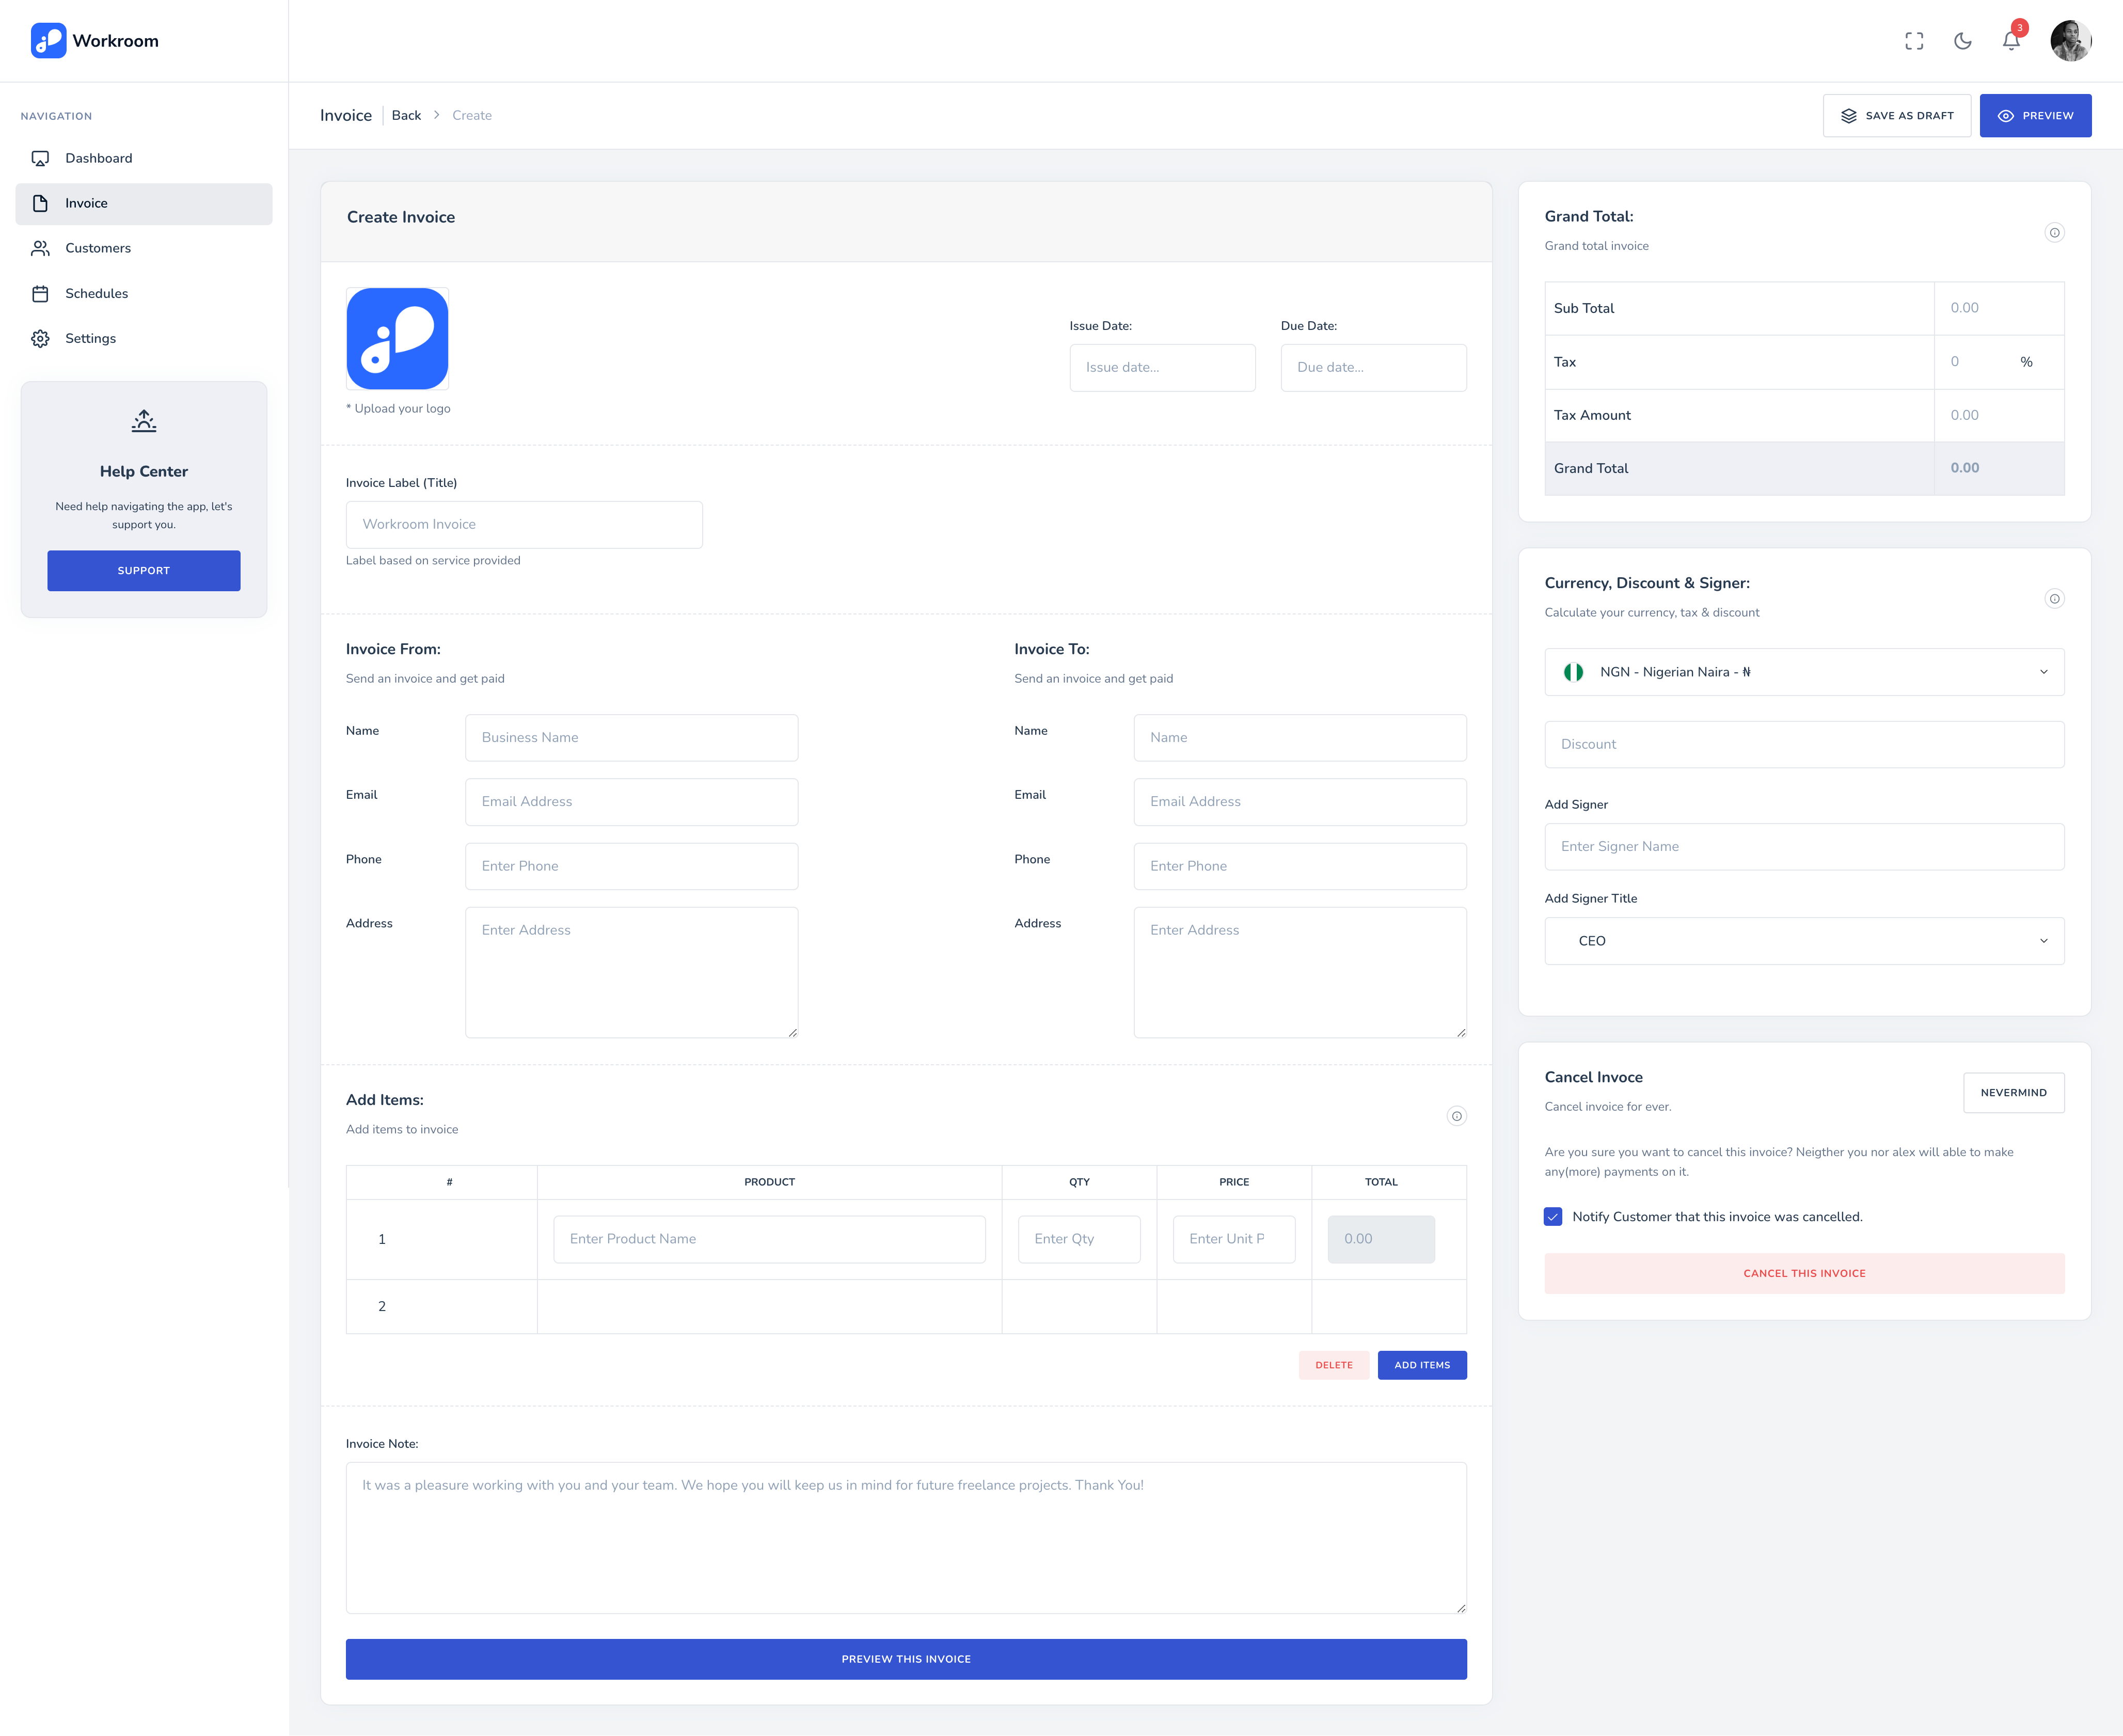 Workroom
3
NAVIGATION
Dashboard
Invoice
Customers
Schedules
Settings
Help Center
Need help navigating the app, let's
support you.
SUPPORT
Invoice
Back > Create
SAVE AS DRAFT
PREVIEW
Create Invoice
* Upload your logo
Issue Date:
Issue date...
Due Date:
Due date...
Invoice Label (Title)
Workroom Invoice
Label based on service provided
Invoice From:
Send an invoice and get paid
Name
Business Name
Email
Email Address
Phone
Enter Phone
Address
Enter Address
Invoice To:
Send an invoice and get paid
Name
Name
Email
Email Address
Phone
Enter Phone
Address
Enter Address
Add Items:
Add items to invoice
# PRODUCT QTY PRICE TOTAL
1 Enter Product Name Enter Qty Enter Unit P 0.00
2
DELETE
ADD ITEMS
Invoice Note:
It was a pleasure working with you and your team. We hope you will keep us in mind for future freelance projects. Thank You!
PREVIEW THIS INVOICE
Grand Total:
Grand total invoice
Sub Total 0.00
Tax 0 %
Tax Amount 0.00
Grand Total 0.00
Currency, Discount & Signer:
Calculate your currency, tax & discount
NGN - Nigerian Naira - ₦
Discount
Add Signer
Enter Signer Name
Add Signer Title
CEO
Cancel Invoce
Cancel invoice for ever.
NEVERMIND
Are you sure you want to cancel this invoice? Neigther you nor alex will able to make
any(more) payments on it.
Notify Customer that this invoice was cancelled.
CANCEL THIS INVOICE